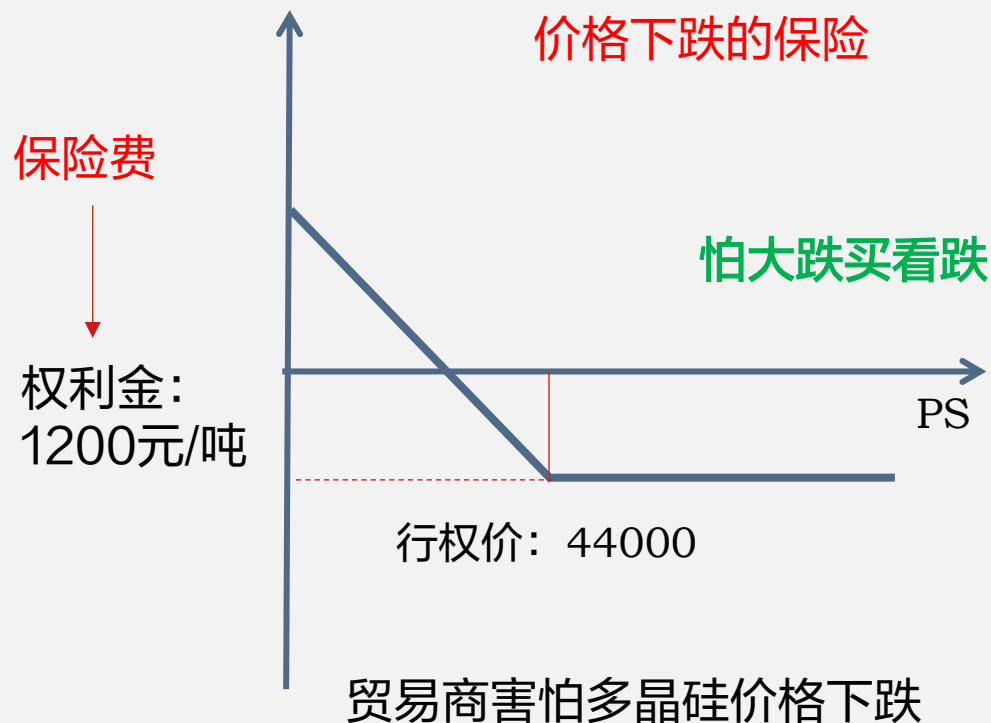 价格下跌的保险
保险费
怕大跌买看跌
权利金：
1200元/吨
PS
行权价：44000
贸易商害怕多晶硅价格下跌